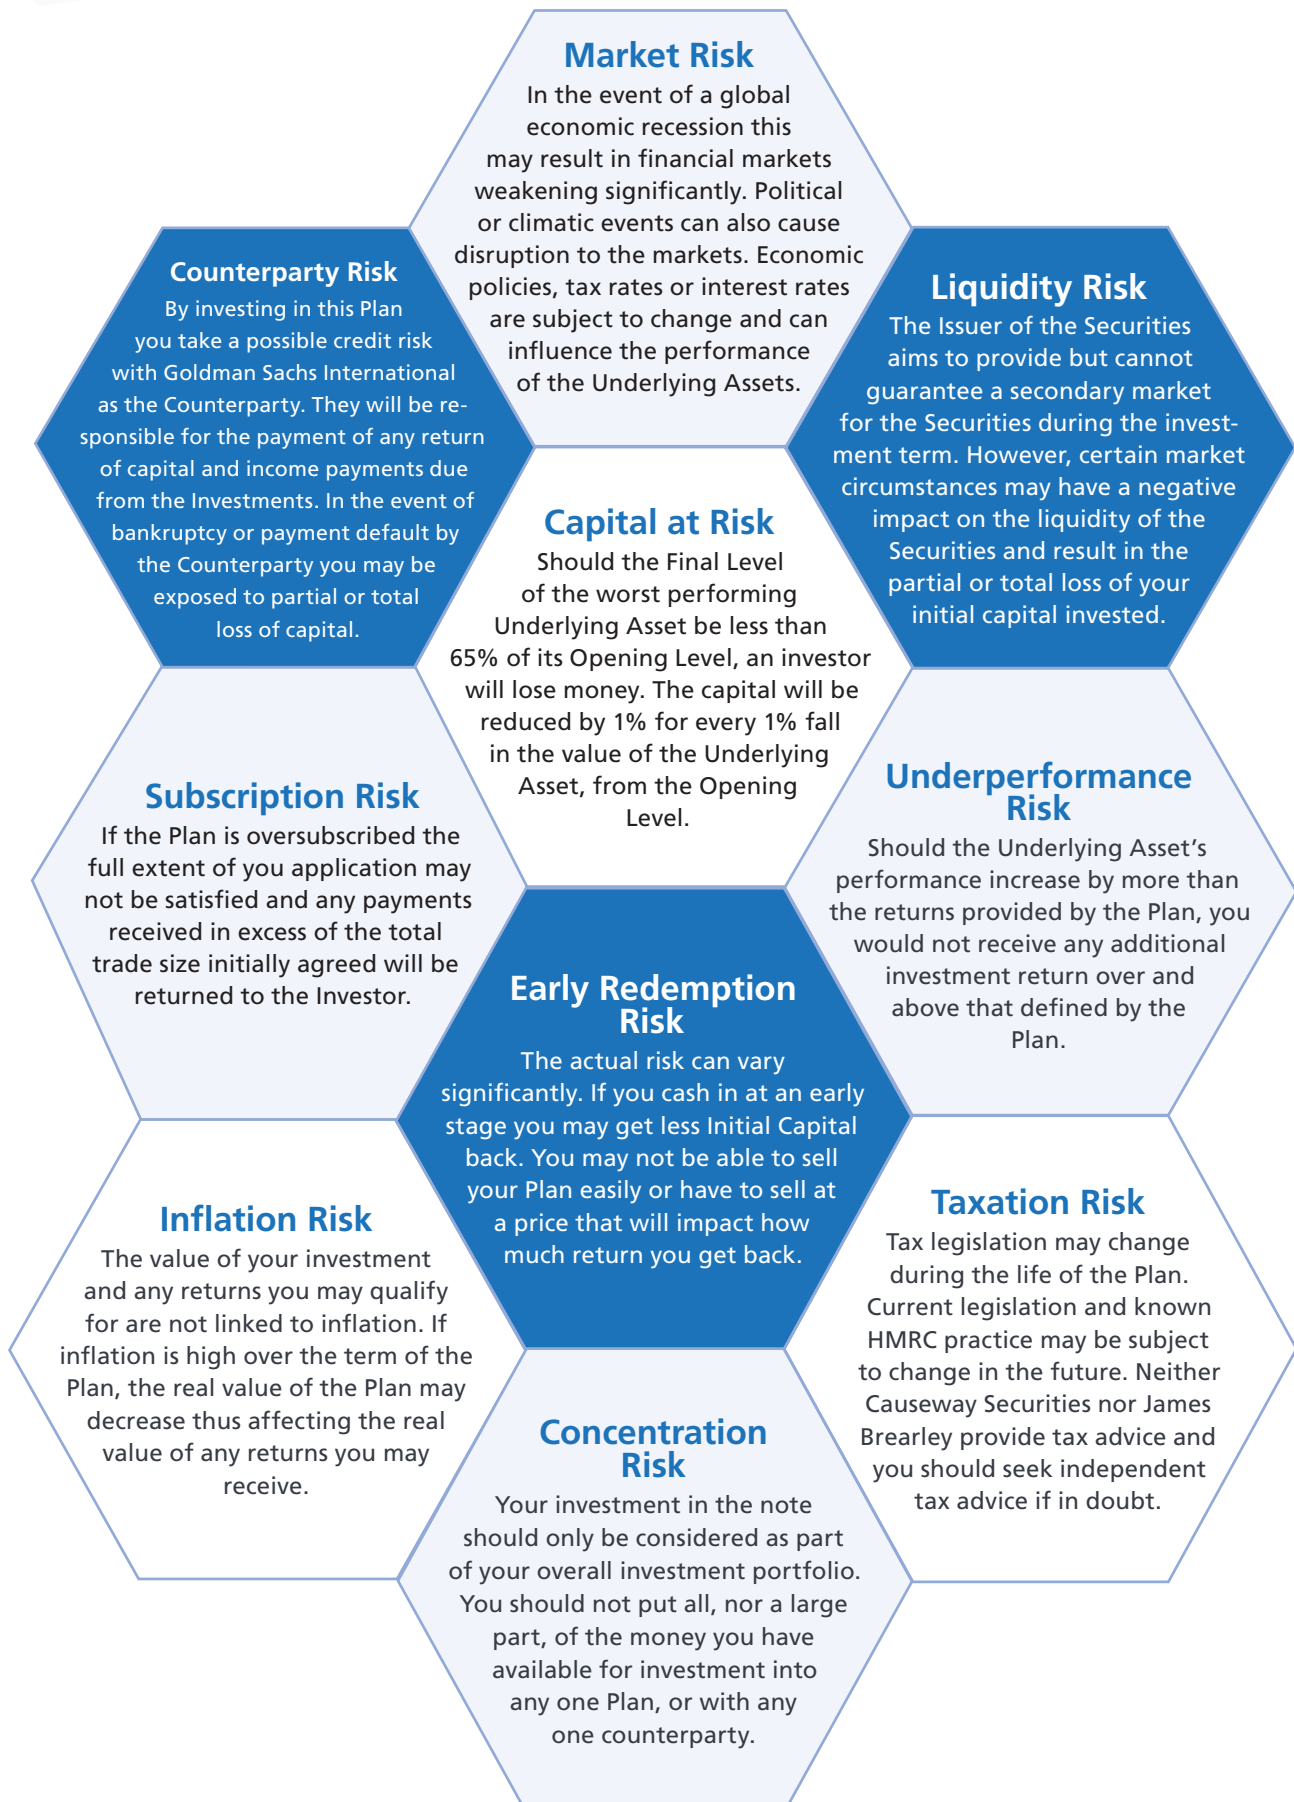 Market Risk
In the event of a global
economic recession this
may result in financial markets
weakening significantly. Political
or climatic events can also cause
disruption to the markets. Economic
policies, tax rates or interest rates
are subject to change and can
influence the performance
of the Underlying Assets.
Counterparty Risk
By investing in this Plan
you take a possible credit risk
with Goldman Sachs International
as the Counterparty. They will be re-
sponsible for the payment of any return
of capital and income payments due
from the Investments. In the event of
bankruptcy or payment default by
the Counterparty you may be
exposed to partial or total
loss of capital.
Liquidity Risk
The Issuer of the Securities
aims to provide but cannot
guarantee a secondary market
for the Securities during the invest-
ment term. However, certain market
circumstances may have a negative
impact on the liquidity of the
Securities and result in the
partial or total loss of your
initial capital invested.
Capital at Risk
Should the Final Level
of the worst performing
Underlying Asset be less than
65% of its Opening Level, an investor
will lose money. The capital will be
reduced by 1% for every 1% fall
in the value of the Underlying
Asset, from the Opening
Level.
Subscription Risk
If the Plan is oversubscribed the
full extent of you application may
not be satisfied and any payments
received in excess of the total
trade size initially agreed will be
returned to the Investor.
Underperformance
Risk
Should the Underlying Asset's
performance increase by more than
the returns provided by the Plan, you
would not receive any additional
investment return over and
above that defined by the
Plan.
Early Redemption
Risk
The actual risk can vary
significantly. If you cash in at an early
stage you may get less Initial Capital
back. You may not be able to sell
your Plan easily or have to sell at
a price that will impact how
much return you get back.
Inflation Risk
The value of your investment
and any returns you may qualify
for are not linked to inflation. If
inflation is high over the term of the
Plan, the real value of the Plan may
decrease thus affecting the real
value of any returns you may
receive.
Taxation Risk
Tax legislation may change
during the life of the Plan.
Current legislation and known
HMRC practice may be subject
to change in the future. Neither
Causeway Securities nor James
Brearley provide tax advice and
you should seek independent
tax advice if in doubt.
Concentration
Risk
Your investment in the note
should only be considered as part
of your overall investment portfolio.
You should not put all, nor a large
part, of the money you have
available for investment into
any one Plan, or with any
one counterparty.